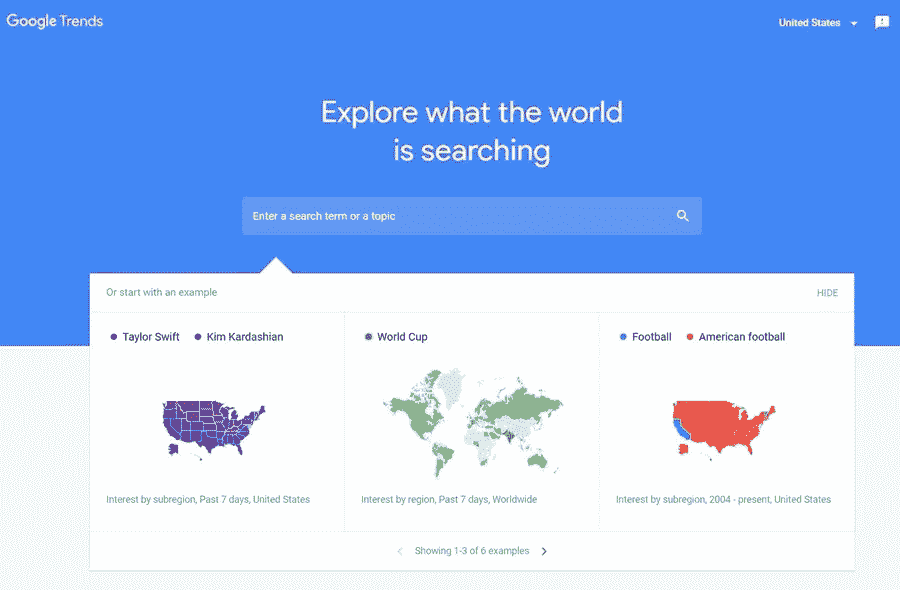 Google Trends
United States
Explore what the world
is searching
Enter a search term or a topic
Or start with an example
HIDE
Taylor Swift Kim Kardashian
World Cup
Football American football
Interest by subregion, Past 7 days, United States
Interest by region, Past 7 days, Worldwide
Interest by subregion, 2004 - present, United States
Showing 1-3 of 6 examples